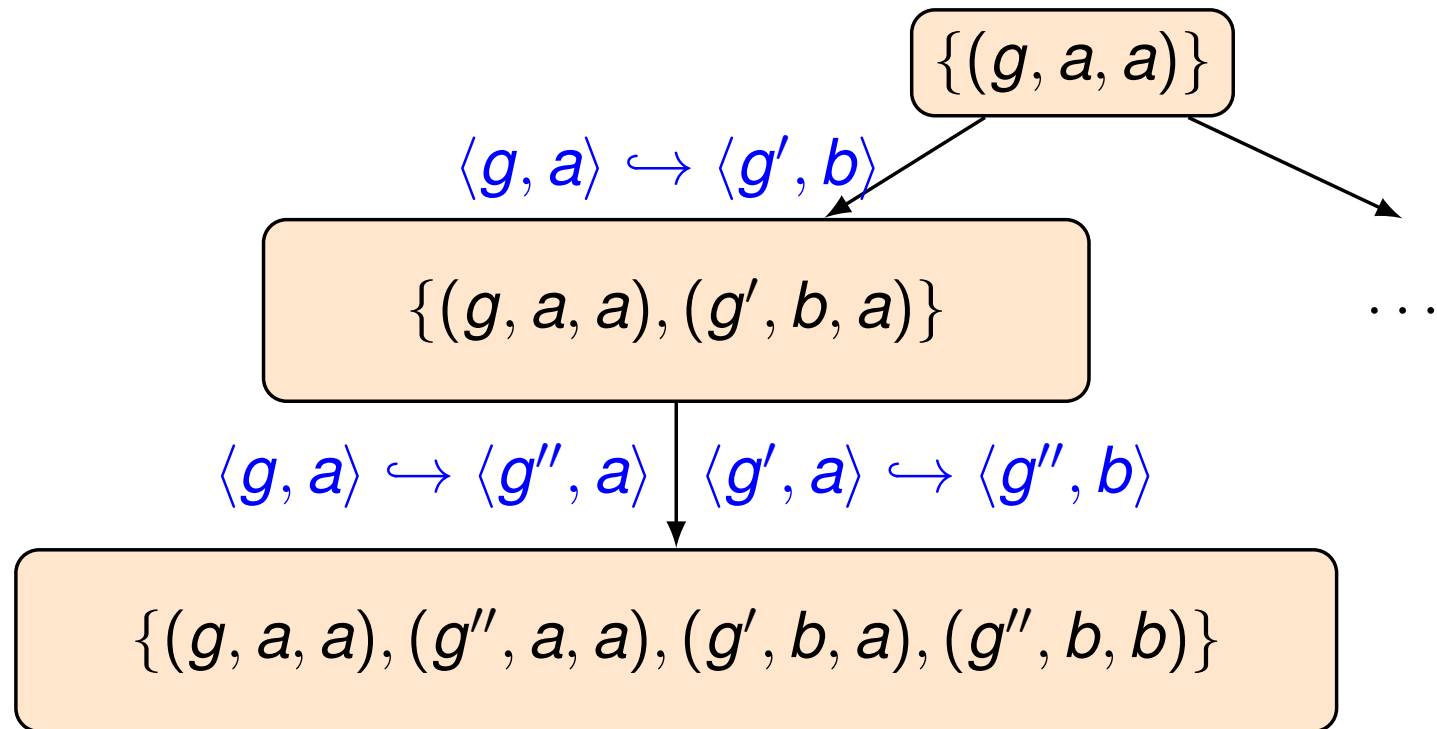 {(g, a, a)}
⟨g, a⟩ ↪ ⟨g′, b⟩
{(g, a, a), (g′, b, a)}
...
⟨g, a⟩ ↪ ⟨g″, a⟩ ⟨g′, a⟩ ↪ ⟨g″, b⟩
{(g, a, a), (g″, a, a), (g′, b, a), (g″, b, b)}